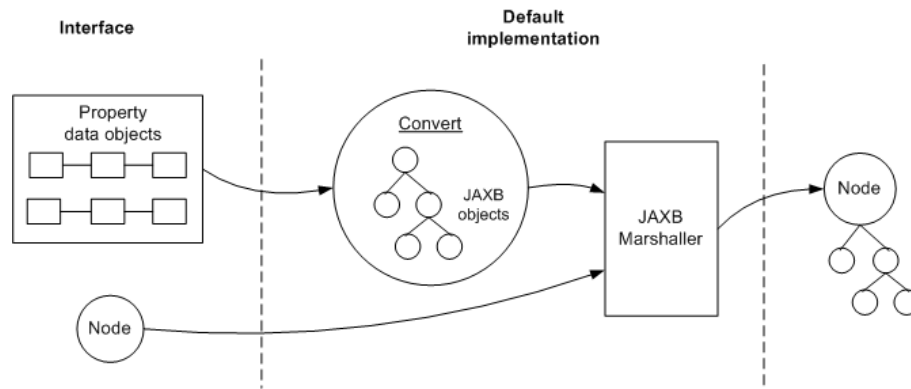 Interface
Default
implementation
Property
data objects
Convert
JAXB
objects
JAXB
Marshaller
Node
Node